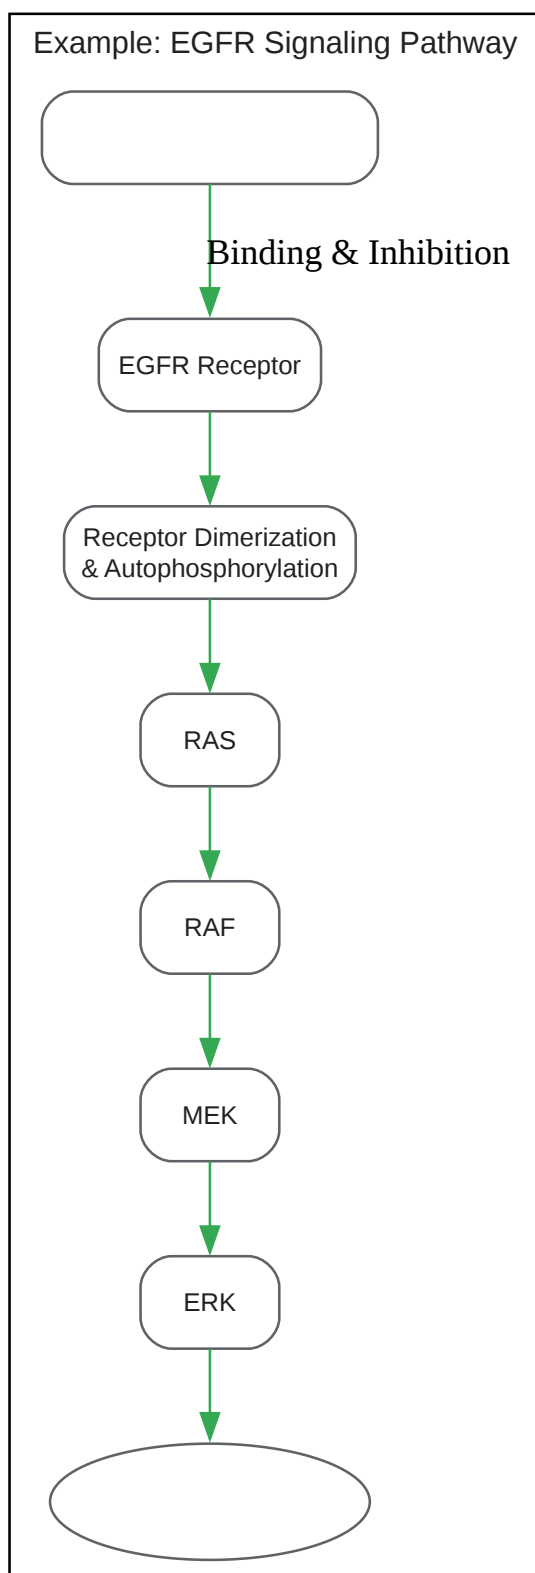 Example: EGFR Signaling Pathway
Binding & Inhibition
EGFR Receptor
Receptor Dimerization
& Autophosphorylation
RAS
RAF
MEK
ERK